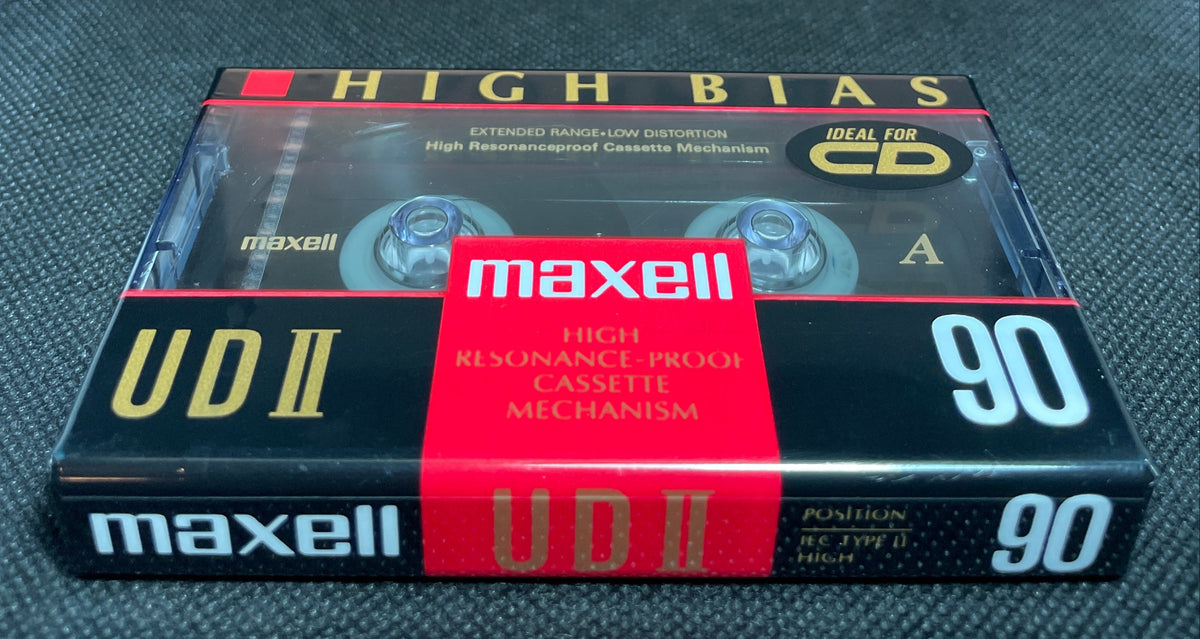 HIGH BIAS
EXTENDED RANGE•LOW DISTORTION
High Resonanceproof Cassette Mechanism
IDEAL FOR
CD
maxell
A
maxell
HIGH
RESONANCE-PROOF
CASSETTE
MECHANISM
UD II
90
maxell
UD II
POSITION
IEC TYPE II
HIGH
90